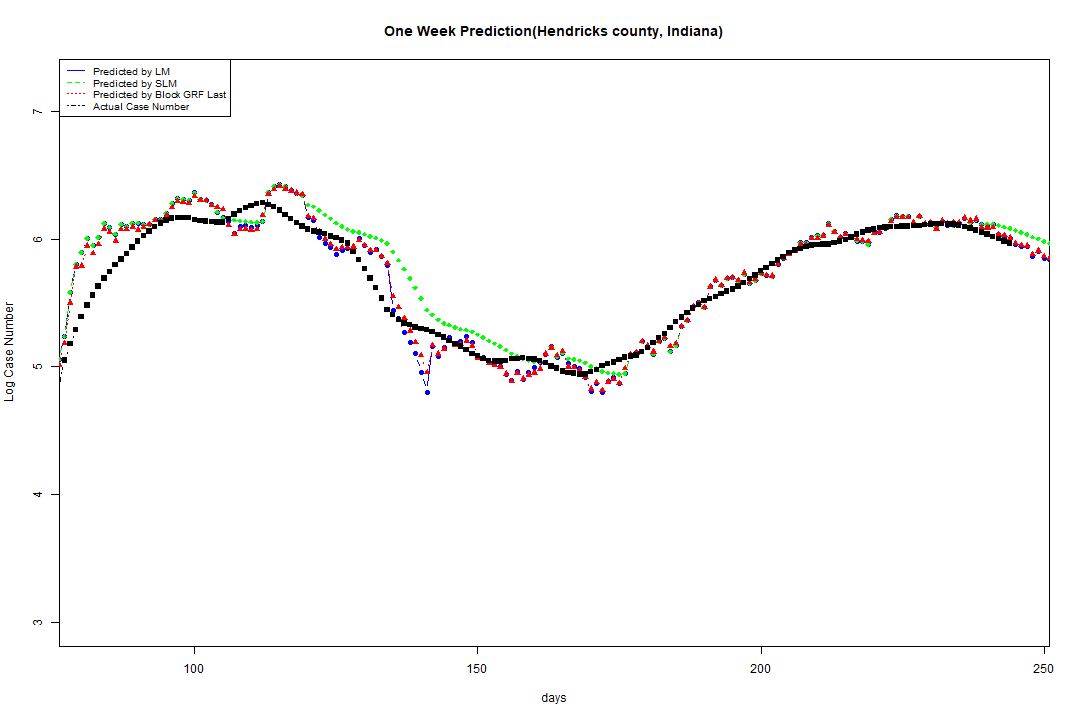 One Week Prediction(Hendricks county, Indiana)
Predicted by LM
Predicted by SLM
Predicted by Block GRF Last
Actual Case Number
7
6
5
4
3
Log Case Number
100
150
200
250
days